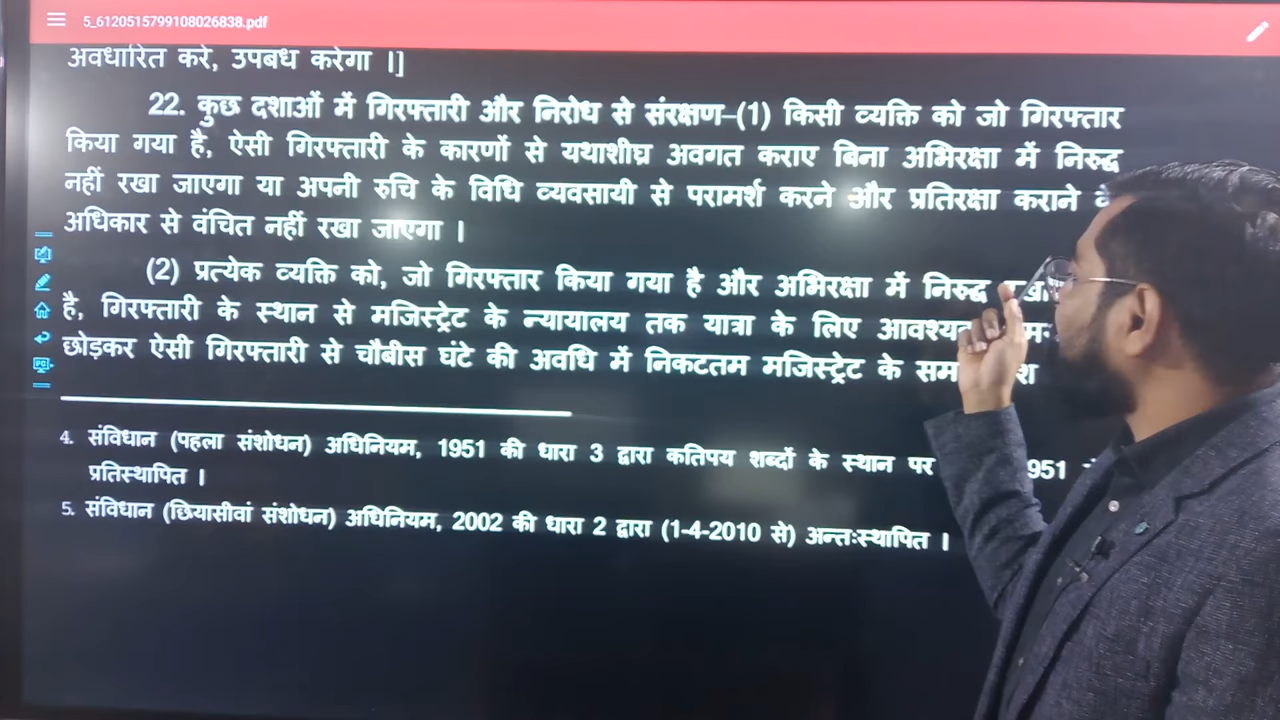 5_6120515799108026838.pdf
अवधारित करे, उपबंध करेगा ।]
22. कुछ दशाओं में गिरफ्तारी और निरोध से संरक्षण–(1) किसी व्यक्ति को जो गिरफ्तार
किया गया है, ऐसी गिरफ्तारी के कारणों से यथाशीघ्र अवगत कराए बिना अभिरक्षा में निरुद्ध
नहीं रखा जाएगा या अपनी रुचि के विधि व्यवसायी से परामर्श करने और प्रतिरक्षा कराने
अधिकार से वंचित नहीं रखा जाएगा ।
(2) प्रत्येक व्यक्ति को, जो गिरफ्तार किया गया है और अभिरक्षा में निरुद्ध
है, गिरफ्तारी के स्थान से मजिस्ट्रेट के न्यायालय तक यात्रा के लिए
छोड़कर ऐसी गिरफ्तारी से चौबीस घंटे की अवधि में निकटतम मजिस्ट्रेट के
4. संविधान (पहला संशोधन) अधिनियम, 1951 की धारा 3 द्वारा कतिपय शब्दों के स्थान पर
प्रतिस्थापित ।
5. संविधान (छियासीवां संशोधन) अधिनियम, 2002 की धारा 2 द्वारा (1-4-2010 से) अन्तःस्थापित ।